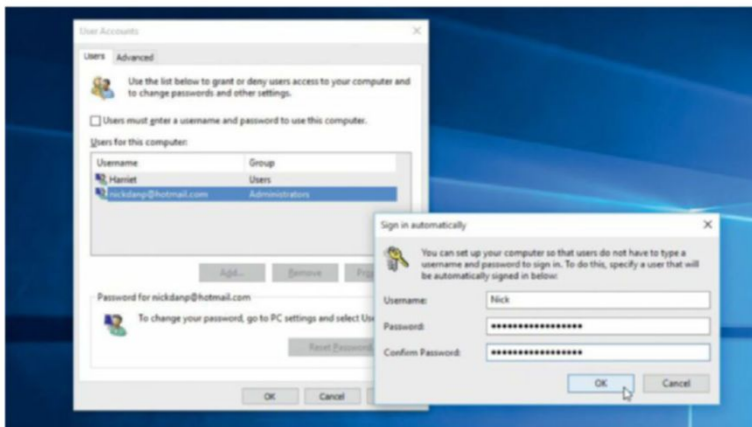 User Accounts
Users Advanced
Use the list below to grant or deny users access to your computer and
to change passwords and other settings.
Users must enter a username and password to use this computer.
Users for this computer:
Username Group
Harriet Users
nickdanp@hotmail.com Administrators
Add... Remove Pro
Password for nickdanp@hotmail.com
To change your password, go to PC settings and select Us
Reset Password
OK Cancel
Sign in automatically
You can set up your computer so that users do not have to type a
username and password to sign in. To do this, specify a user that will
be automatically signed in below:
Username: Nick
Password: •••••••••••••••••
Confirm Password: •••••••••••••••••
OK Cancel